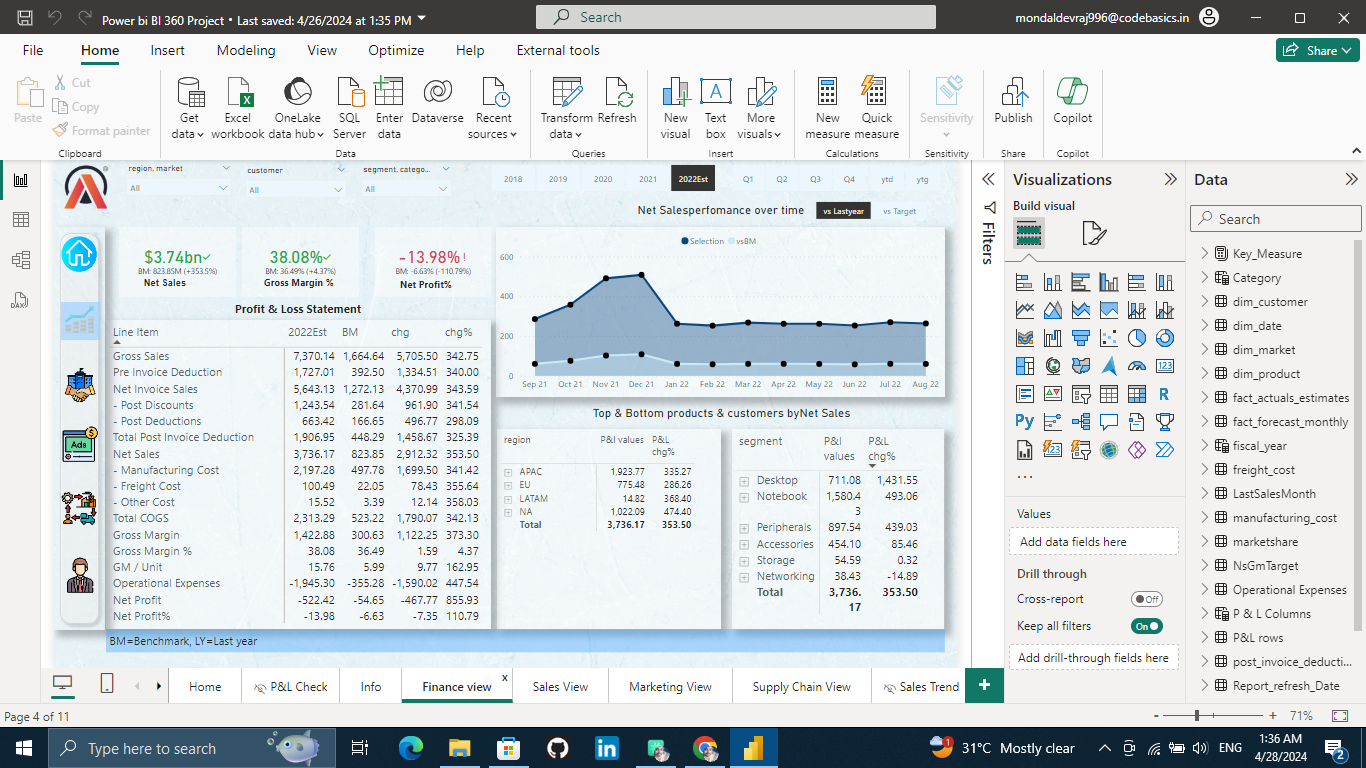 Power bi BI 360 Project • Last saved: 4/26/2024 at 1:35 PM
Search
mondaldevraj996@codebasics.in
File Home Insert Modeling View Optimize Help External tools
Share
Paste
Cut
Copy
Format painter
Get data
Excel workbook
OneLake data hub
SQL Server
Enter data
Dataverse
Recent sources
Transform data
Refresh
New visual
Text box
More visuals
New measure
Quick measure
Sensitivity
Publish
Copilot
Clipboard Data Queries Insert Calculations Sensitivity Share Copilot
region, market
All
customer
All
segment, catego...
All
2018 2019 2020 2021 2022Est Q1 Q2 Q3 Q4 ytd ytg
Net Salesperfomance over time vs Lastyear vs Target
$3.74bn
BM: 823.85M (+353.5%)
Net Sales
38.08%
BM: 36.49% (+4.37%)
Gross Margin %
-13.98% !
BM: -6.63% (-110.79%)
Net Profit%
Profit & Loss Statement
Line Item 2022Est BM chg chg%
Gross Sales 7,370.14 1,664.64 5,705.50 342.75
Pre Invoice Deduction 1,727.01 392.50 1,334.51 340.00
Net Invoice Sales 5,643.13 1,272.13 4,370.99 343.59
- Post Discounts 1,243.54 281.64 961.90 341.54
- Post Deductions 663.42 166.65 496.77 298.09
Total Post Invoice Deduction 1,906.95 448.29 1,458.67 325.39
Net Sales 3,736.17 823.85 2,912.32 353.50
- Manufacturing Cost 2,197.28 497.78 1,699.50 341.42
- Freight Cost 100.49 22.05 78.43 355.64
- Other Cost 15.52 3.39 12.14 358.03
Total COGS 2,313.29 523.22 1,790.07 342.13
Gross Margin 1,422.88 300.63 1,122.25 373.30
Gross Margin % 38.08 36.49 1.59 4.37
GM / Unit 15.76 5.99 9.77 162.95
Operational Expenses -1,945.30 -355.28 -1,590.02 447.54
Net Profit -522.42 -54.65 -467.77 855.93
Net Profit% -13.98 -6.63 -7.35 110.79
BM=Benchmark, LY=Last year
Ads
$
Selection vsBM
600
400
200
0
Sep 21 Oct 21 Nov 21 Dec 21 Jan 22 Feb 22 Mar 22 Apr 22 May 22 Jun 22 Jul 22 Aug 22
Top & Bottom products & customers byNet Sales
region P&l values P&L chg%
APAC 1,923.77 335.27
EU 775.48 286.26
LATAM 14.82 368.40
NA 1,022.09 474.40
Total 3,736.17 353.50
segment P&l values P&L chg%
Desktop 711.08 1,431.55
Notebook 1,580.4 493.06
3
Peripherals 897.54 439.03
Accessories 454.10 85.46
Storage 54.59 0.32
Networking 38.43 -14.89
Total 3,736. 353.50
17
Filters
Visualizations
Build visual
123
R
Py
...
Values
Add data fields here
Drill through
Cross-report Off
Keep all filters On
Add drill-through fields here
Data
Search
Key_Measure
Category
dim_customer
dim_date
dim_market
dim_product
fact_actuals_estimates
fact_forecast_monthly
fiscal_year
freight_cost
LastSalesMonth
manufacturing_cost
marketshare
NsGmTarget
Operational Expenses
P & L Columns
P&L rows
post_invoice_deducti...
Report_refresh_Date
Home P&L Check Info Finance view x Sales View Marketing View Supply Chain View Sales Trend +
Page 4 of 11
- + 71%
Type here to search
31°C Mostly clear
ENG
1:36 AM
4/28/2024
2